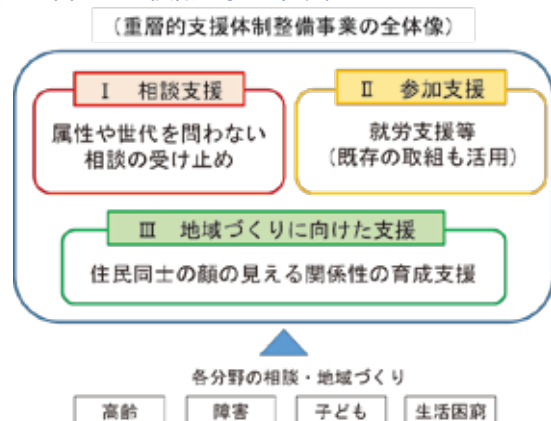 (重層的支援体制整備事業の全体像)
Ⅰ 相談支援
属性や世代を問わない
相談の受け止め
Ⅱ 参加支援
就労支援等
(既存の取組も活用)
Ⅲ 地域づくりに向けた支援
住民同士の顔の見える関係性の育成支援
各分野の相談・地域づくり
高齢 障害 子ども 生活困窮